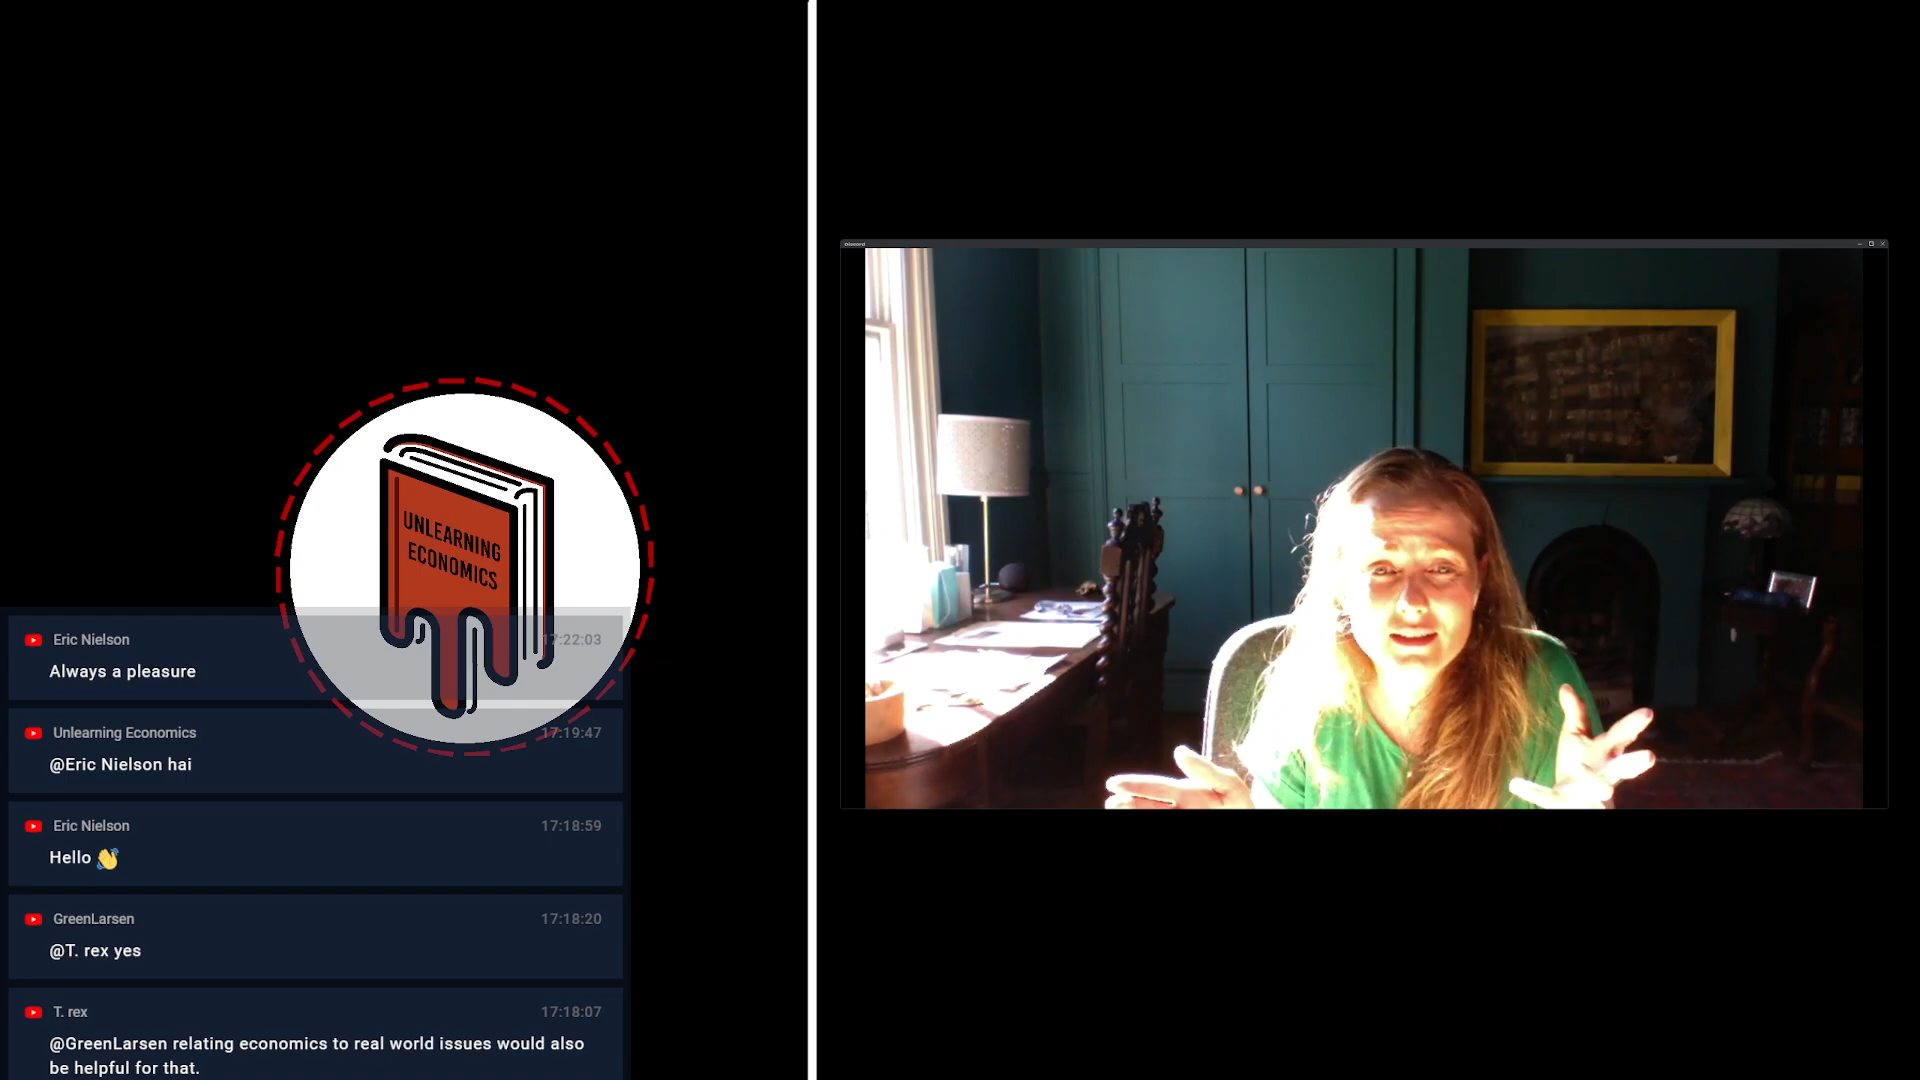 UNLEARNING
ECONOMICS
Eric Nielson 17:22:03
Always a pleasure
Unlearning Economics 17:19:47
@Eric Nielson hai
Eric Nielson 17:18:59
Hello 👋
GreenLarsen 17:18:20
@T. rex yes
T. rex 17:18:07
@GreenLarsen relating economics to real world issues would also
be helpful for that.
Discord